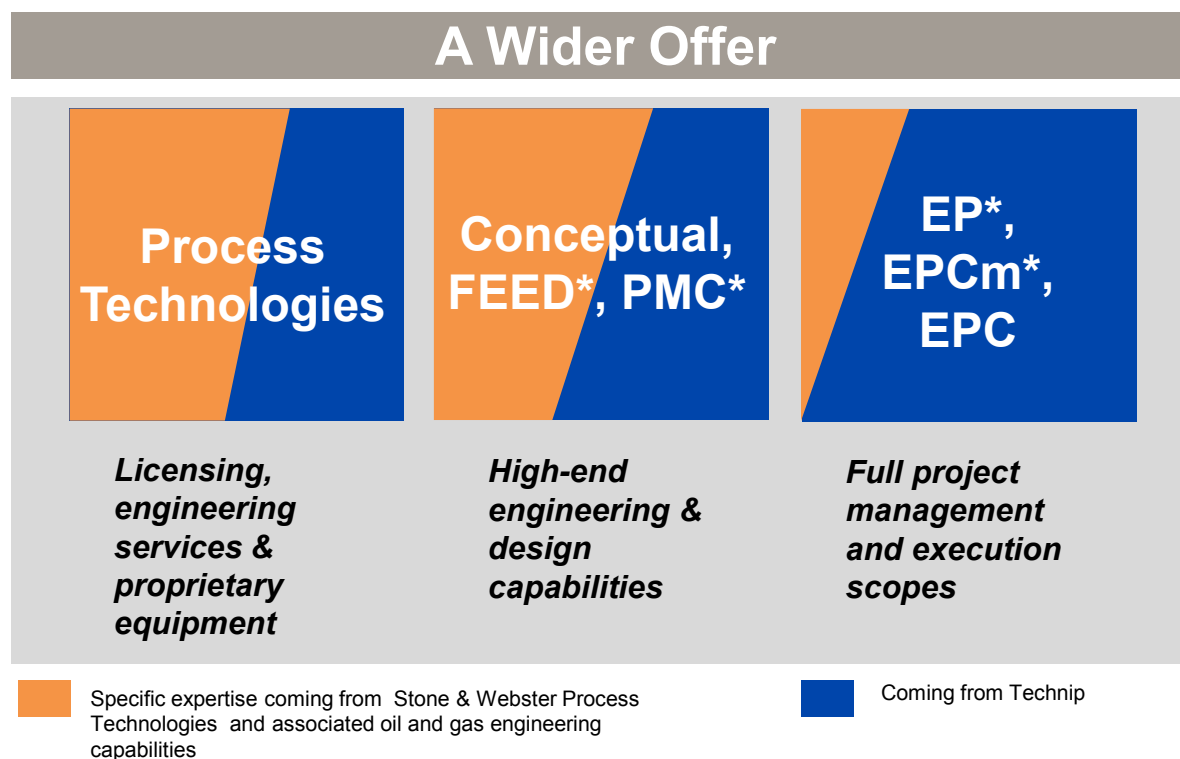 A Wider Offer
Process
Technologies
Conceptual,
FEED*, PMC*
EP*,
EPCm*,
EPC
Licensing,
engineering
services &
proprietary
equipment
High-end
engineering &
design
capabilities
Full project
management
and execution
scopes
Specific expertise coming from Stone & Webster Process
Technologies and associated oil and gas engineering
capabilities
Coming from Technip